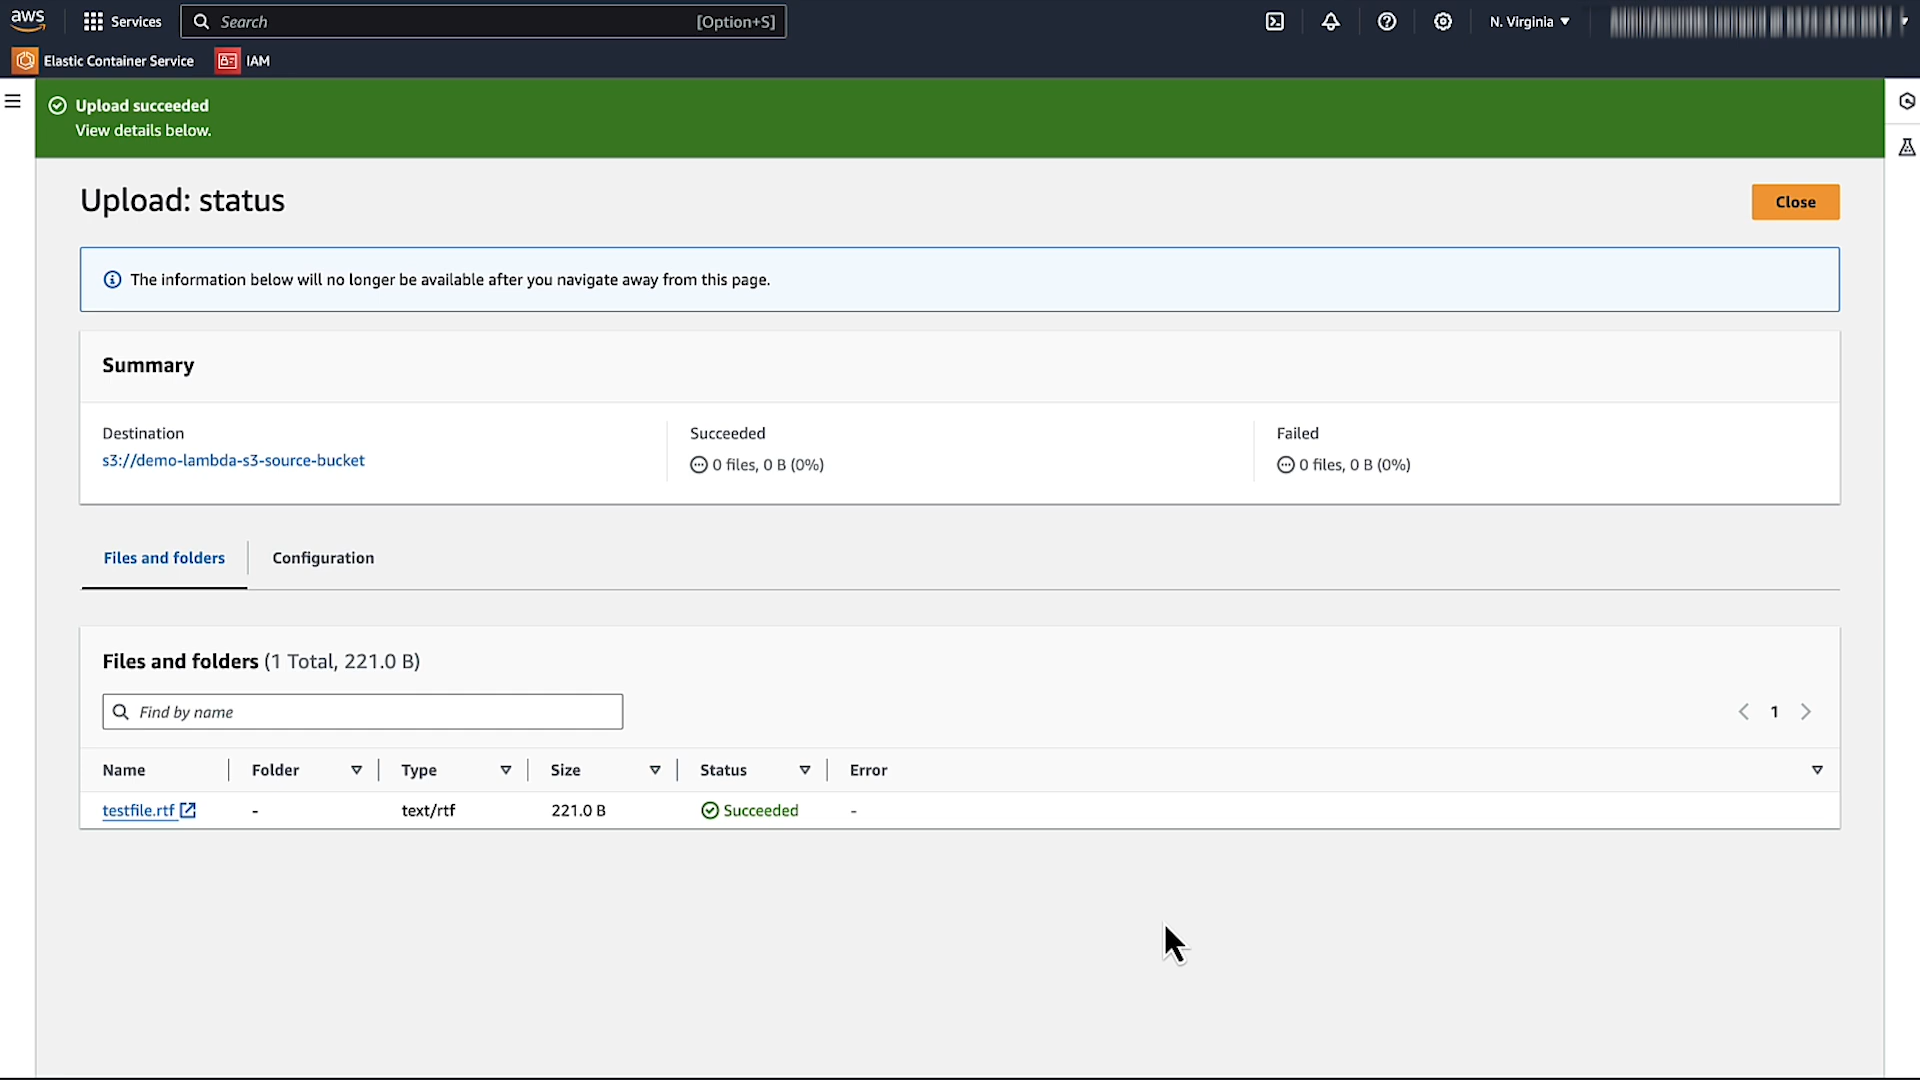 aws
Services
Search
[Option+S]
N. Virginia
Elastic Container Service
IAM
Upload succeeded
View details below.
Upload: status
Close
The information below will no longer be available after you navigate away from this page.
Summary
Destination
s3://demo-lambda-s3-source-bucket
Succeeded
0 files, 0 B (0%)
Failed
0 files, 0 B (0%)
Files and folders
Configuration
Files and folders (1 Total, 221.0 B)
Find by name
1
Name Folder Type Size Status Error
testfile.rtf - text/rtf 221.0 B Succeeded -